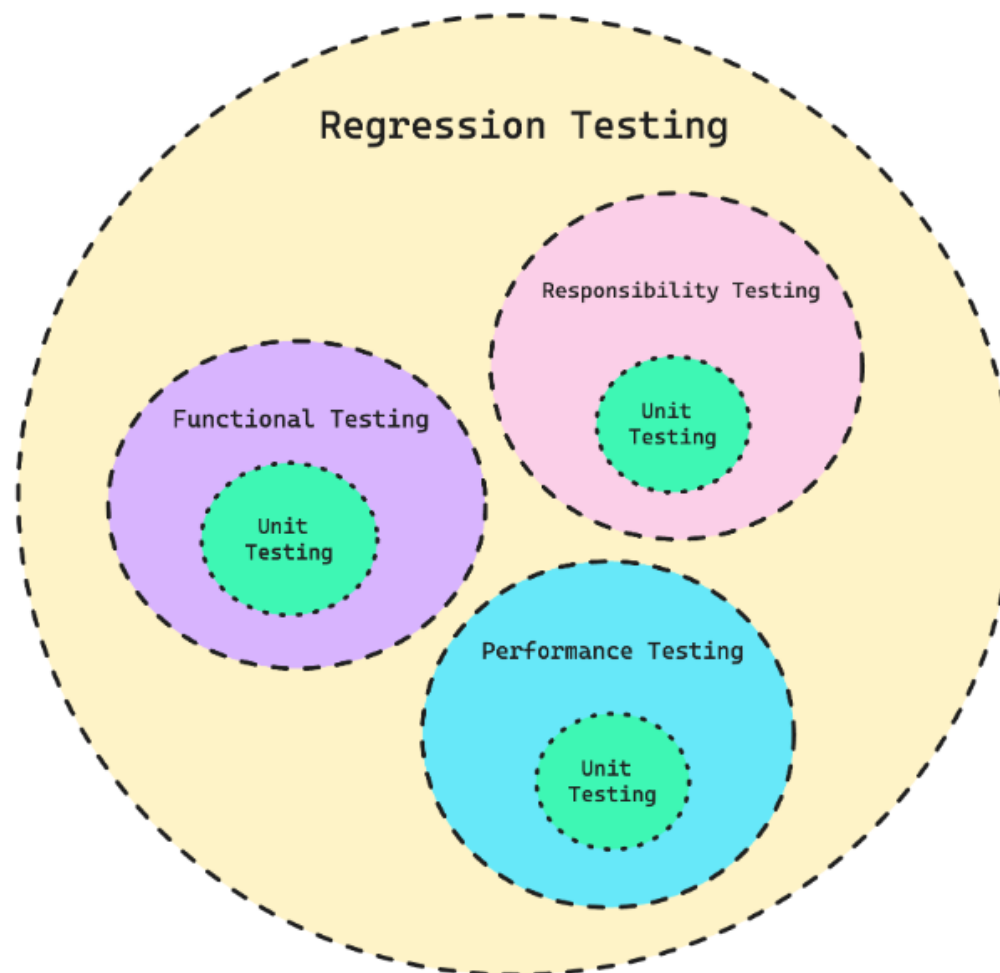 Regression Testing
Responsibility Testing
Unit
Testing
Functional Testing
Unit
Testing
Performance Testing
Unit
Testing